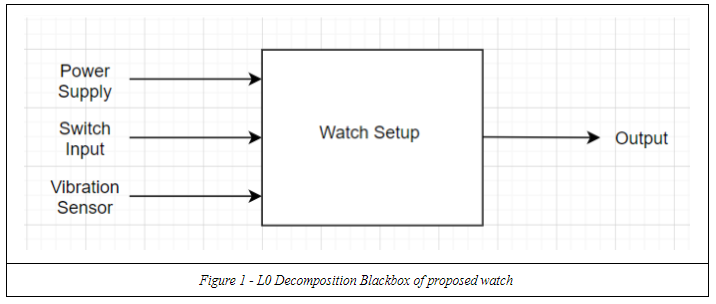 Power
Supply
Switch
Input
Vibration
Sensor
Watch Setup
Output
Figure 1 - L0 Decomposition Blackbox of proposed watch